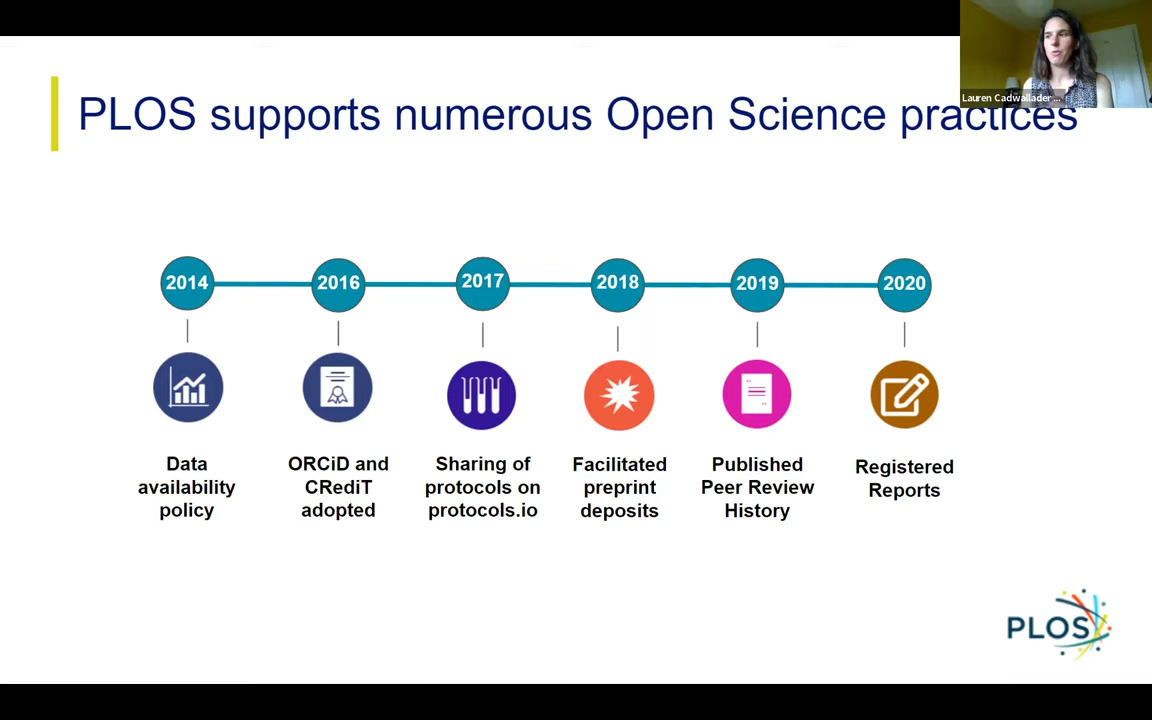 Lauren Cadwallader ...
PLOS supports numerous Open Science practices
2014
2016
2017
2018
2019
2020
Data
availability
policy
ORCiD and
CRediT
adopted
Sharing of
protocols on
protocols.io
Facilitated
preprint
deposits
Published
Peer Review
History
Registered
Reports
PLOS